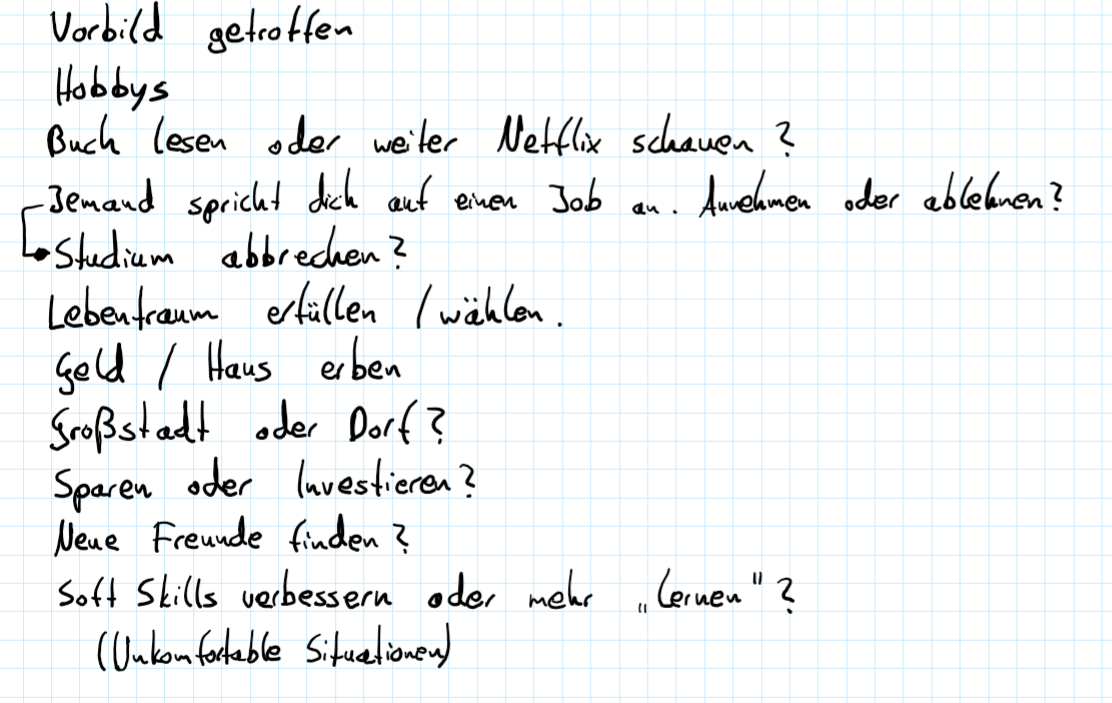 Vorbild getroffen
Hobbys
Buch lesen oder weiter Netflix schauen?
Jemand spricht dich auf einen Job an. Annehmen oder ablehnen?
Studium abbrechen?
Lebentraum erfüllen / wählen.
Geld / Haus erben
Großstadt oder Dorf?
Sparen oder Investieren?
Neue Freunde finden?
Soft Skills verbessern oder mehr „lernen"?
(Unkomfortable Situationen)